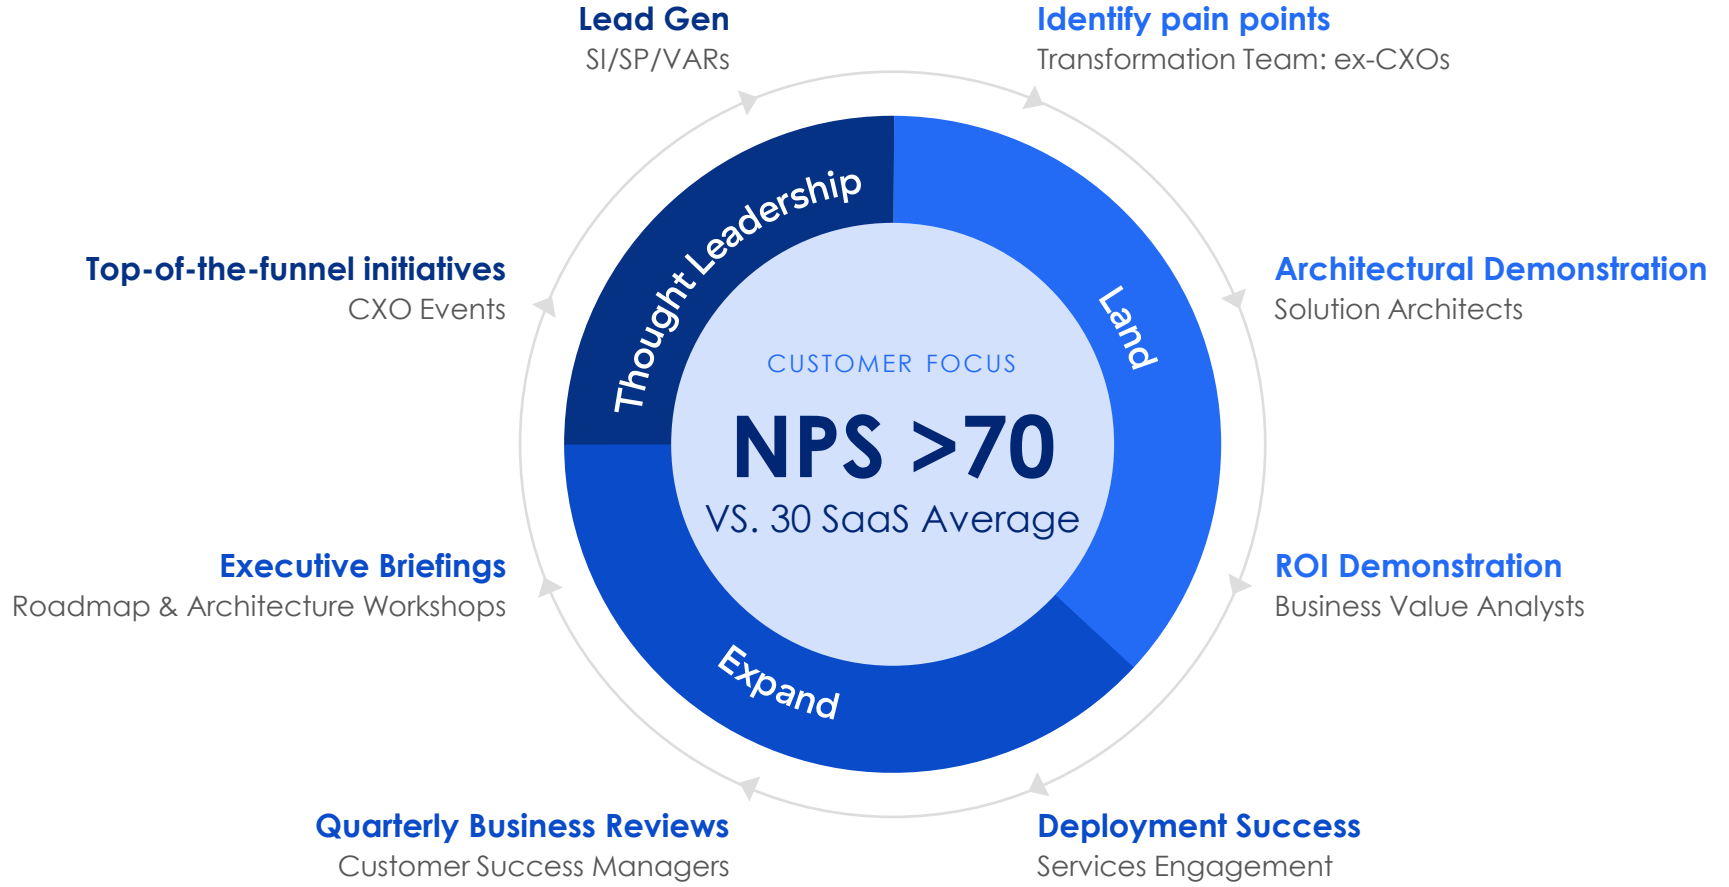 Lead Gen
SI/SP/VARs
Identify pain points
Transformation Team: ex-CXOs
Top-of-the-funnel initiatives
CXO Events
Architectural Demonstration
Solution Architects
Thought Leadership
Land
CUSTOMER FOCUS
NPS >70
VS. 30 SaaS Average
Executive Briefings
Roadmap & Architecture Workshops
ROI Demonstration
Business Value Analysts
Expand
Quarterly Business Reviews
Customer Success Managers
Deployment Success
Services Engagement